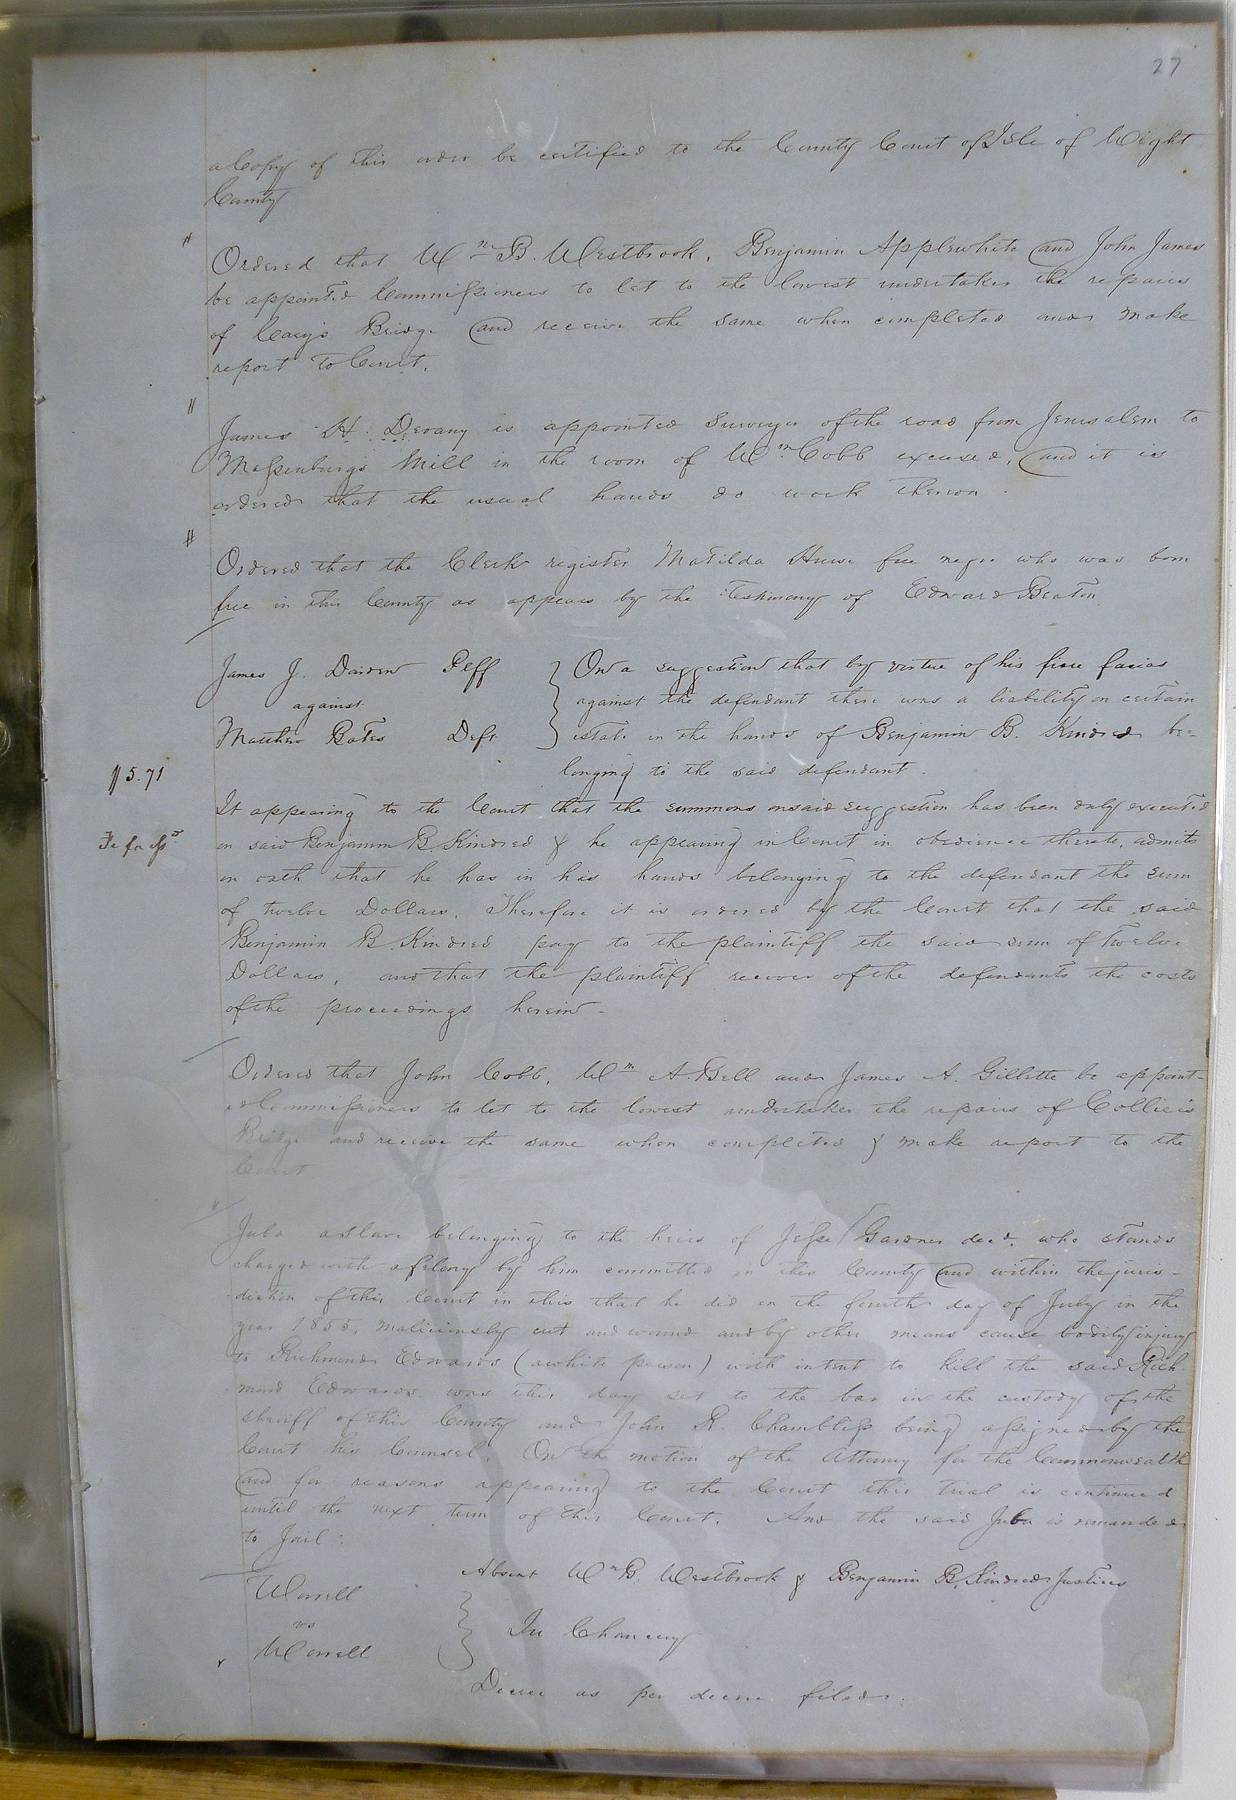 27
a Copy of this order be certified to the County Court of Isle of Wight
County
Ordered that Wm B. Westbrook, Benjamin Applewhite and John James
be appointed Commissioners to let to the lowest undertaker the repairs
of Cary's Bridge and receive the same when completed and make
report to Court.
James H. Devany is appointed Surveyor of the road from Jerusalem to
Massenburg's Mill in the room of Wm Cobb excused, and it is
ordered that the usual hands do work thereon.
Ordered that the Clerk register Matilda free negro who was born
free in this County as appears by the testimony of Edward Beaton
James J. Darden Plff
against
Matthew Bates Deft
On a suggestion that by virtue of his fiere facias
against the defendant there was a liability on certain
estate in the hands of Benjamin B. Kindred be-
longing to the said defendant.
$5.71
Fi fa
It appearing to the Court that the summons on said suggestion has been duly executed
on said Benjamin B Kindred & he appearing in Court in obedience thereto, admits
on oath that he has in his hands belonging to the defendant the sum
of twelve Dollars. Therefore it is ordered by the Court that the said
Benjamin B Kindred pay to the plaintiff the said sum of twelve
Dollars, and that the plaintiff recover of the defendants the costs
of the proceedings herein.
Ordered that John Cobb, Wm A Bell and James A. Gillette be appoint-
ed Commissioners to let to the lowest undertaker the repairs of Collier's
Bridge and receive the same when completed & make report to the
Court
Juba a slave belonging to the heirs of Jesse Gardner decd. who stands
charged with a felony by him committed in this County and within the juris-
diction of this Court in this that he did on the fourth day of July in the
year 1855, maliciously cut and wound and by other means cause bodily injury
to Richmond Edwards (a white person) with intent to kill the said Rich-
mond Edwards was this day set to the bar in the custody of the
sheriff of this County and John R. Chambliss being assigned by the
Court his Counsel. On the motion of the Attorney for the Commonwealth
and for reasons appearing to the Court this trial is continued
until the next term of this Court. And the said Juba is remanded
to Jail.
Absent Wm B. Westbrook & Benjamin B. Kindred Justices
Worrell
vs
Worrell
In Chancery
Decree as per decree filed.